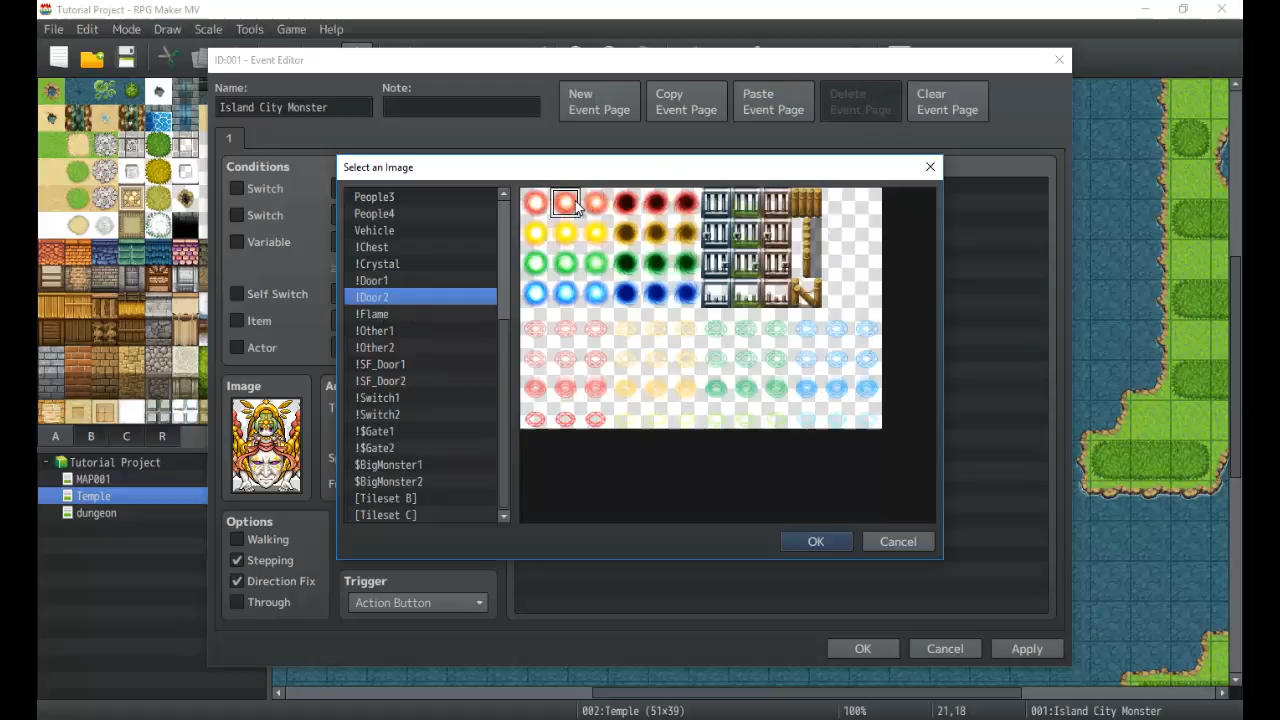 Tutorial Project - RPG Maker MV
File Edit Mode Draw Scale Tools Game Help
ID:001 - Event Editor
Name: Note:
Island City Monster
New Event Page
Copy Event Page
Paste Event Page
Delete Event Page
Clear Event Page
1
Conditions
Switch
Switch
Variable
Self Switch
Item
Actor
Image
Options
Walking
Stepping
Direction Fix
Through
Select an Image
People3
People4
Vehicle
!Chest
!Crystal
!Door1
!Door2
!Flame
!Other1
!Other2
!SF_Door1
!SF_Door2
!Switch1
!Switch2
!$Gate1
!$Gate2
$BigMonster1
$BigMonster2
[Tileset B]
[Tileset C]
OK Cancel
Trigger
Action Button
OK Cancel Apply
A B C R
Tutorial Project
MAP001
Temple
dungeon
002:Temple (51x39) 100% 21,18 001:Island City Monster